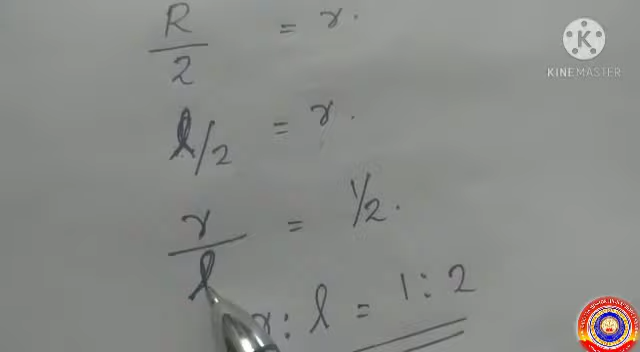 R/2 = r.
K
KINEMASTER
l/2 = r.
r/l = 1/2.
r : l = 1 : 2